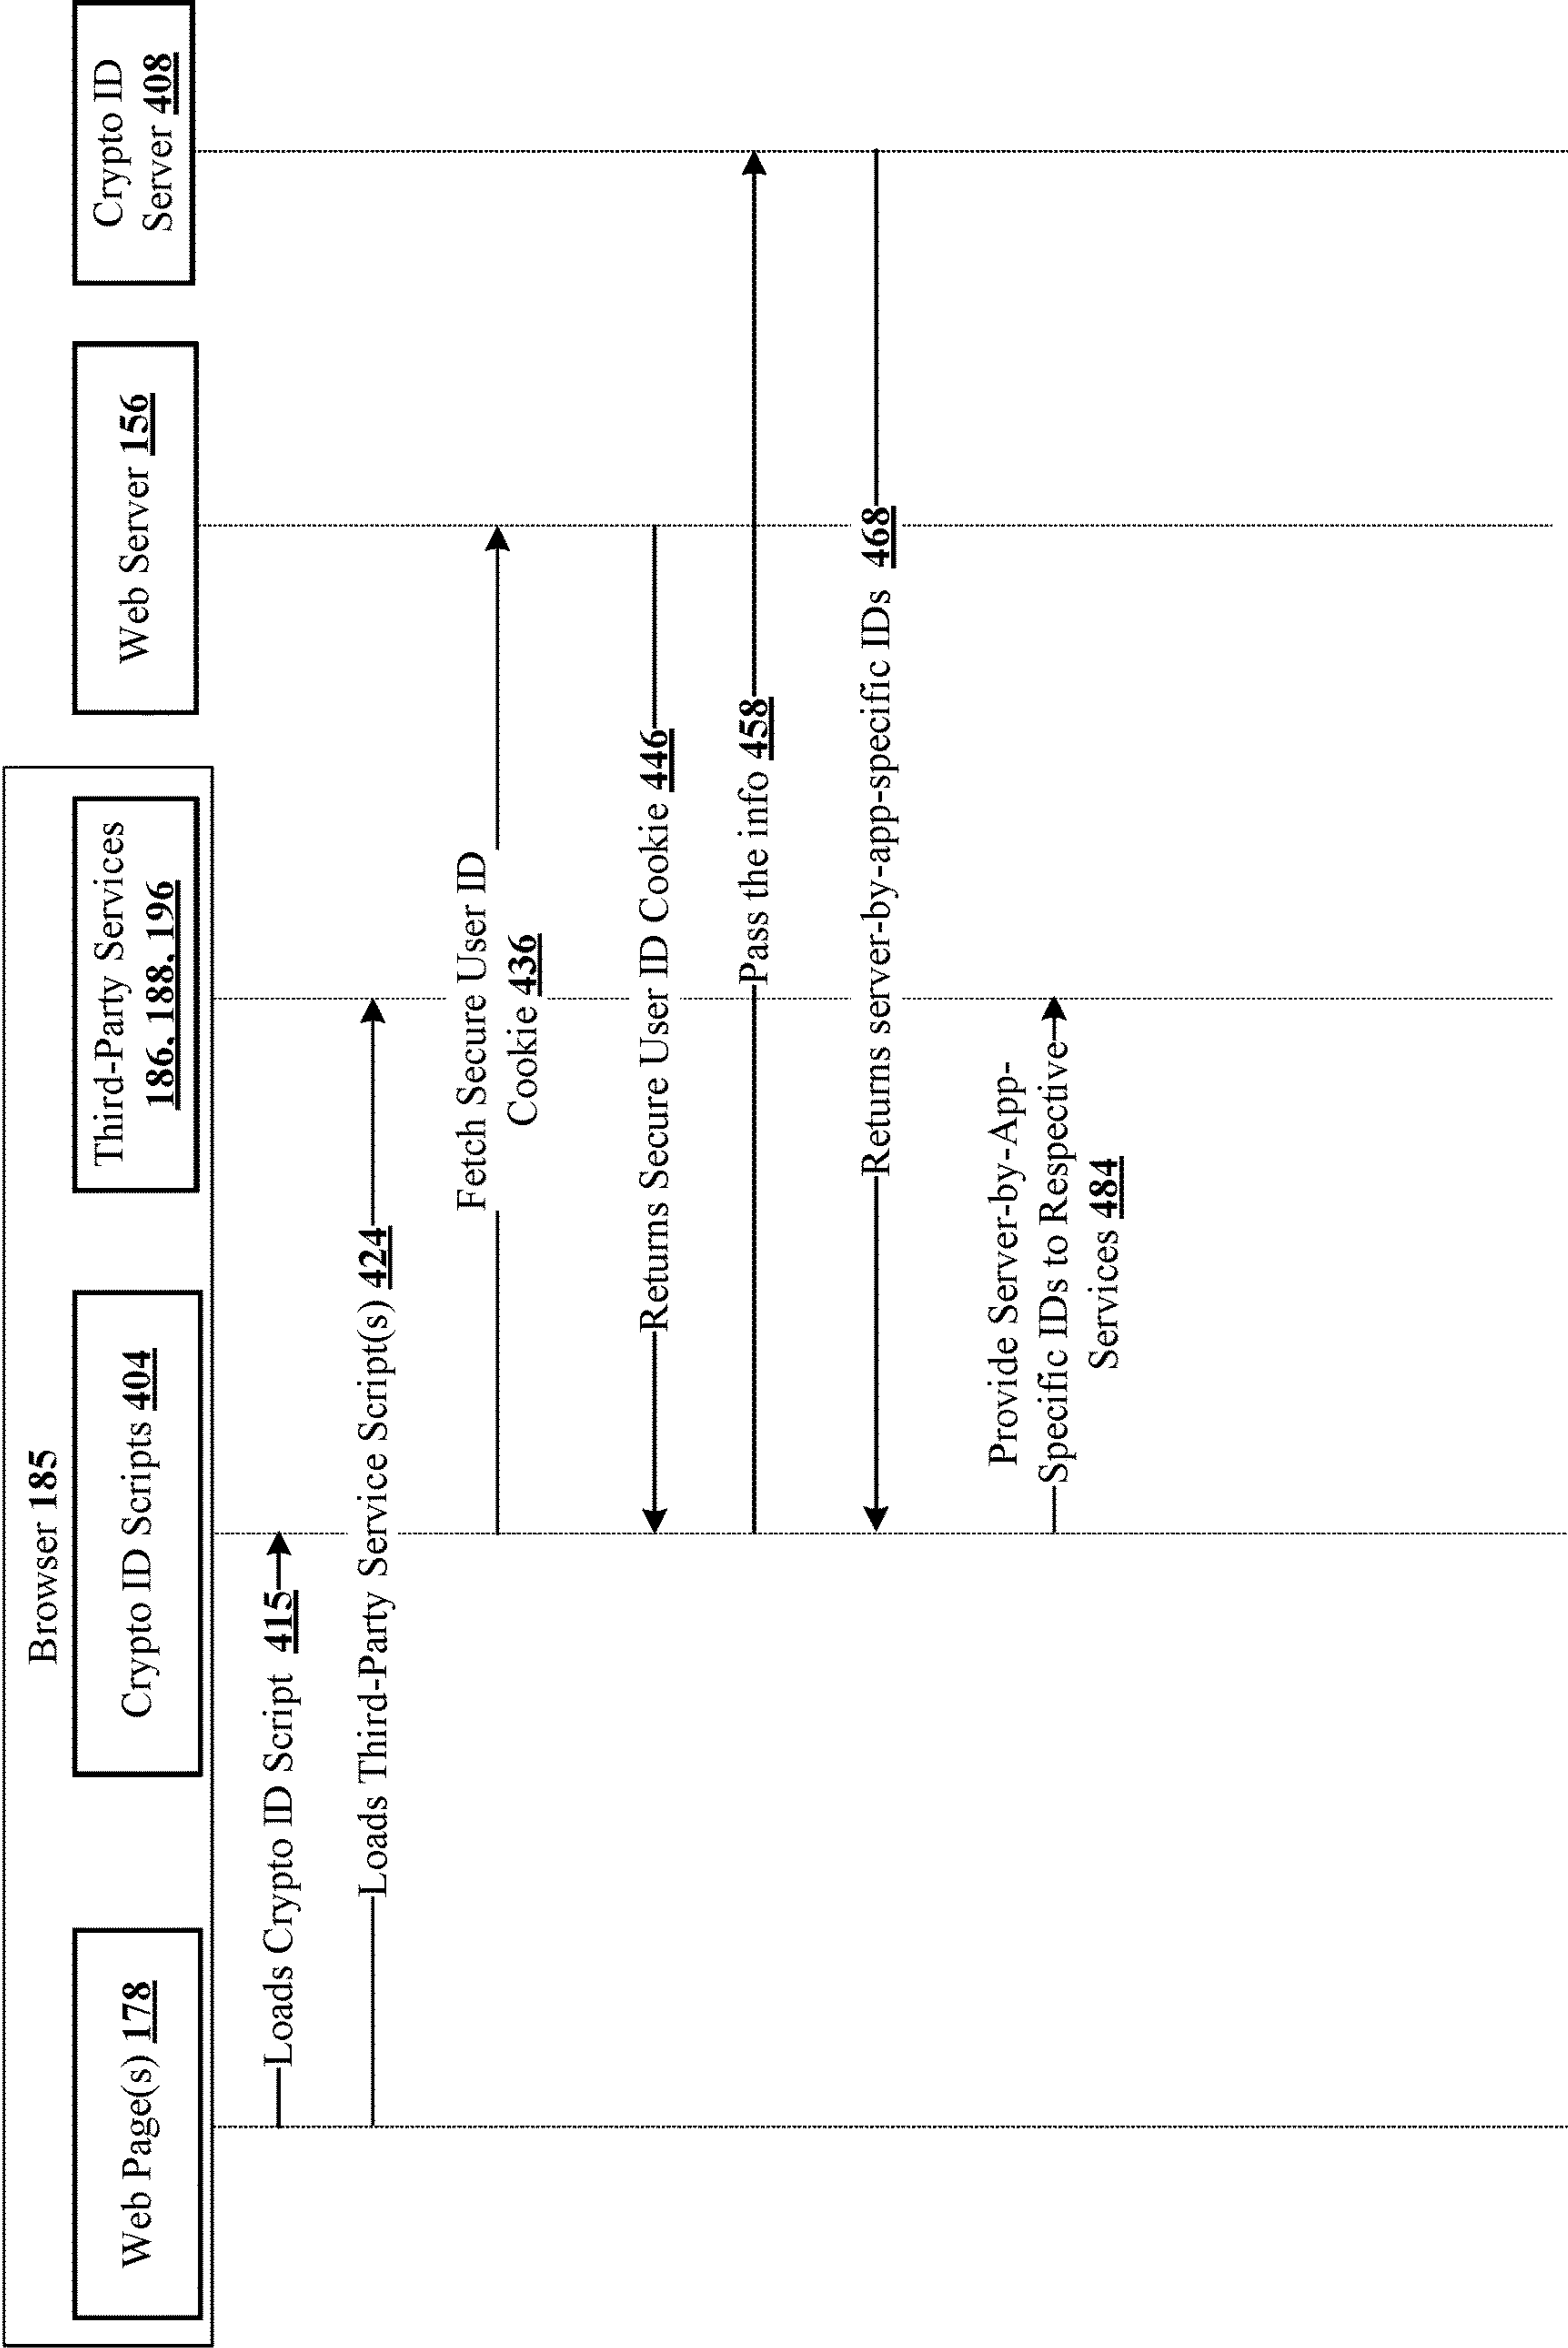 Browser 185
Web Page(s) 178
Crypto ID Scripts 404
Third-Party Services
186, 188, 196
Web Server 156
Crypto ID
Server 408
Loads Crypto ID Script 415
Loads Third-Party Service Script(s) 424
Fetch Secure User ID
Cookie 436
Returns Secure User ID Cookie 446
Pass the info 458
Returns server-by-app-specific IDs 468
Provide Server-by-App-
Specific IDs to Respective
Services 484